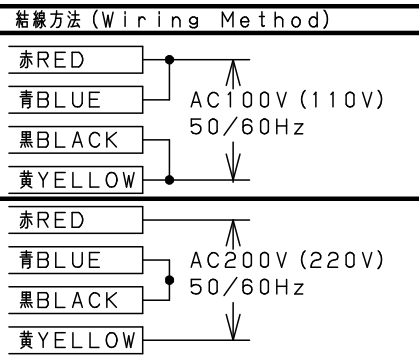 結線方法(Wiring Method)
赤RED
青BLUE
AC100V(110V)
50/60Hz
黒BLACK
黄YELLOW
赤RED
青BLUE
AC200V(220V)
50/60Hz
黒BLACK
黄YELLOW